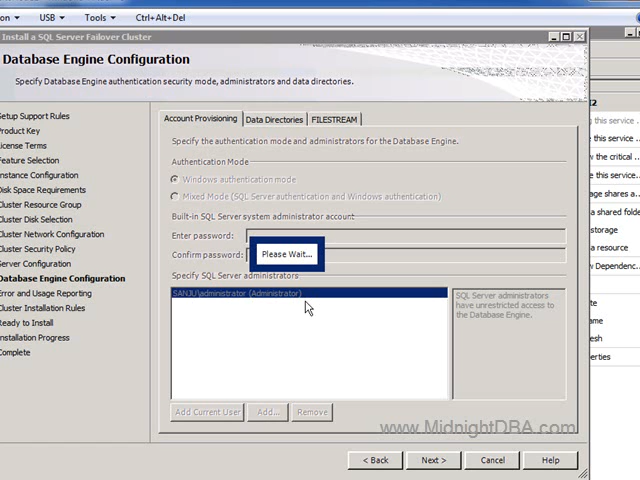 on ▾ USB ▾ Tools ▾ Ctrl+Alt+Del
Install a SQL Server Failover Cluster
Database Engine Configuration
Specify Database Engine authentication security mode, administrators and data directories.
Setup Support Rules
Product Key
License Terms
Feature Selection
Instance Configuration
Disk Space Requirements
Cluster Resource Group
Cluster Disk Selection
Cluster Network Configuration
Cluster Security Policy
Server Configuration
Database Engine Configuration
Error and Usage Reporting
Cluster Installation Rules
Ready to Install
Installation Progress
Complete
Account Provisioning Data Directories FILESTREAM
Specify the authentication mode and administrators for the Database Engine.
Authentication Mode
Windows authentication mode
Mixed Mode (SQL Server authentication and Windows authentication)
Built-in SQL Server system administrator account
Enter password:
Confirm password:
Please Wait...
Specify SQL Server administrators
SANJU\administrator (Administrator)
SQL Server administrators
have unrestricted access to
the Database Engine.
Add Current User Add... Remove
www.MidnightDBA.com
< Back Next > Cancel Help
g this service ...
e this service ...
w the critical ...
e this service...
nage shares a...
a shared folder
storage
a resource
w Dependenc...
te
ame
esh
erties